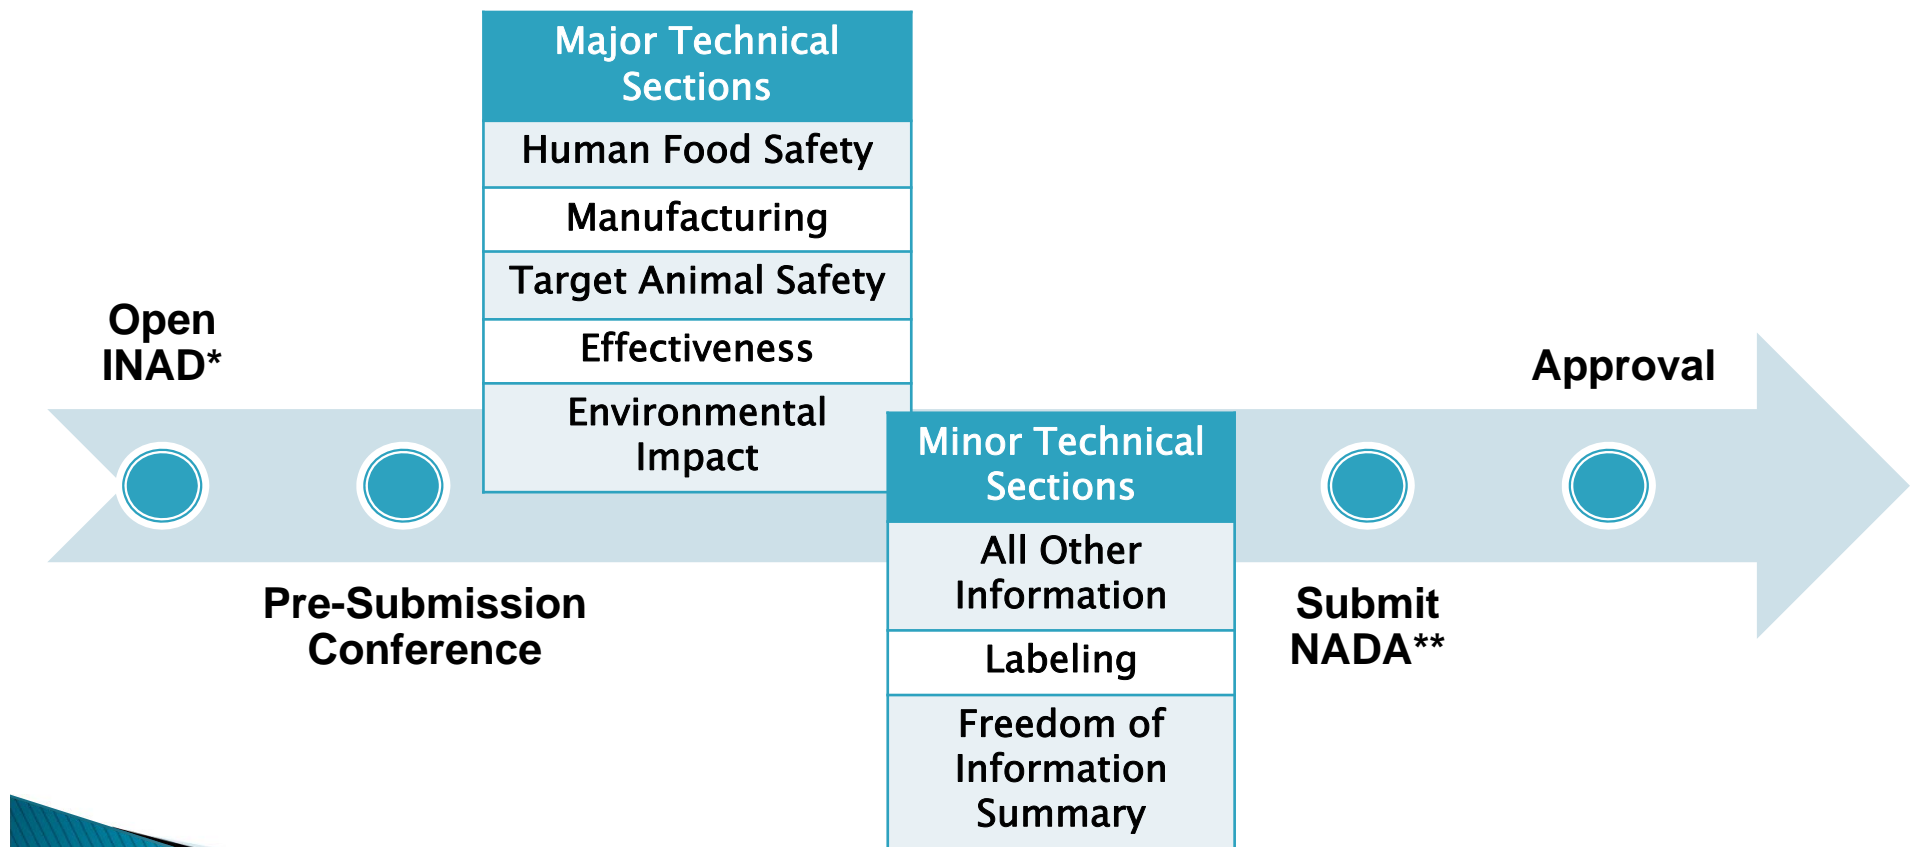 Major Technical
Sections
Human Food Safety
Manufacturing
Target Animal Safety
Effectiveness
Environmental
Impact
Open
INAD*
Pre-Submission
Conference
Minor Technical
Sections
All Other
Information
Labeling
Freedom of
Information
Summary
Submit
NADA**
Approval